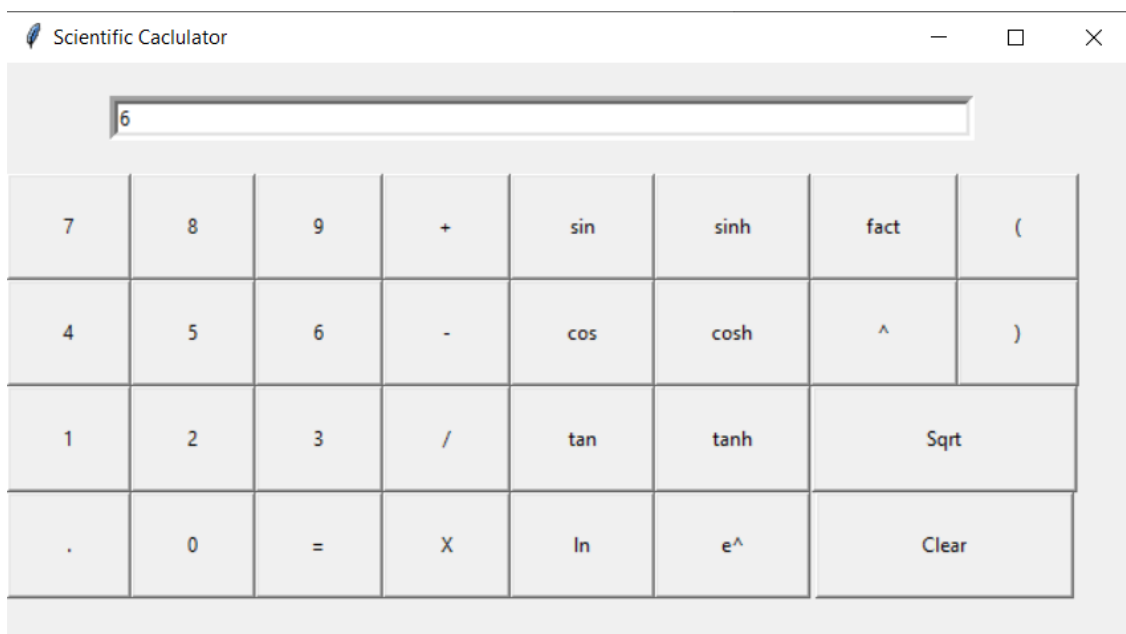 Scientific Caclulator
6
7 8 9 + sin sinh fact (
4 5 6 - cos cosh ^ )
1 2 3 / tan tanh Sqrt
. 0 = X ln e^ Clear